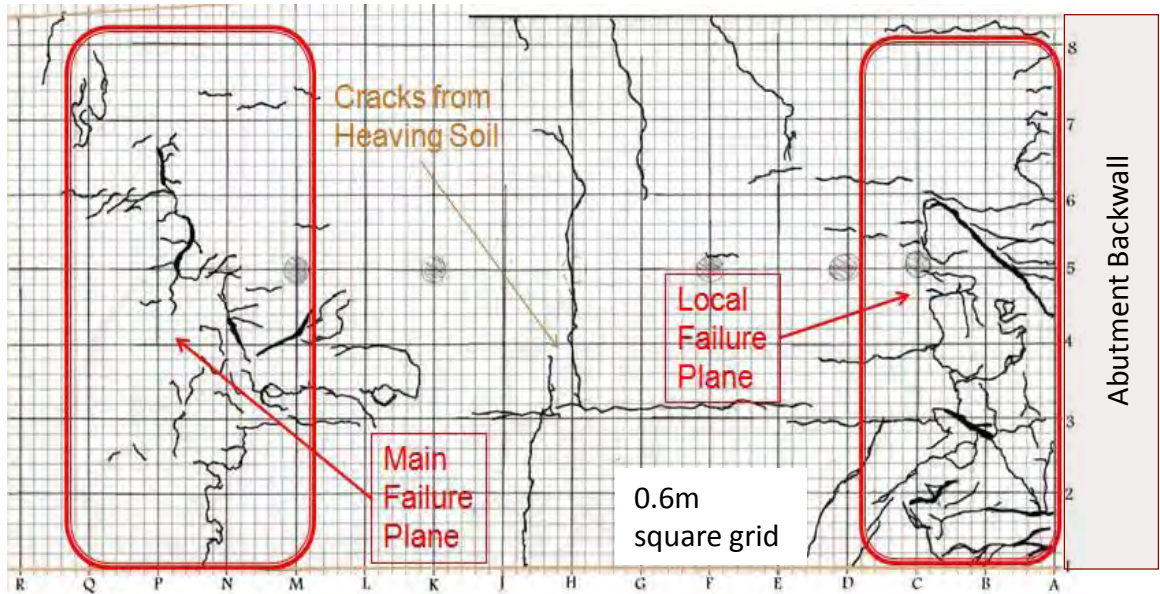 Cracks from
Heaving Soil
Local
Failure
Plane
Main
Failure
Plane
0.6m
square grid
Abutment Backwall
8
7
6
5
4
3
2
1
R Q P N M L K J H G F E D C B A